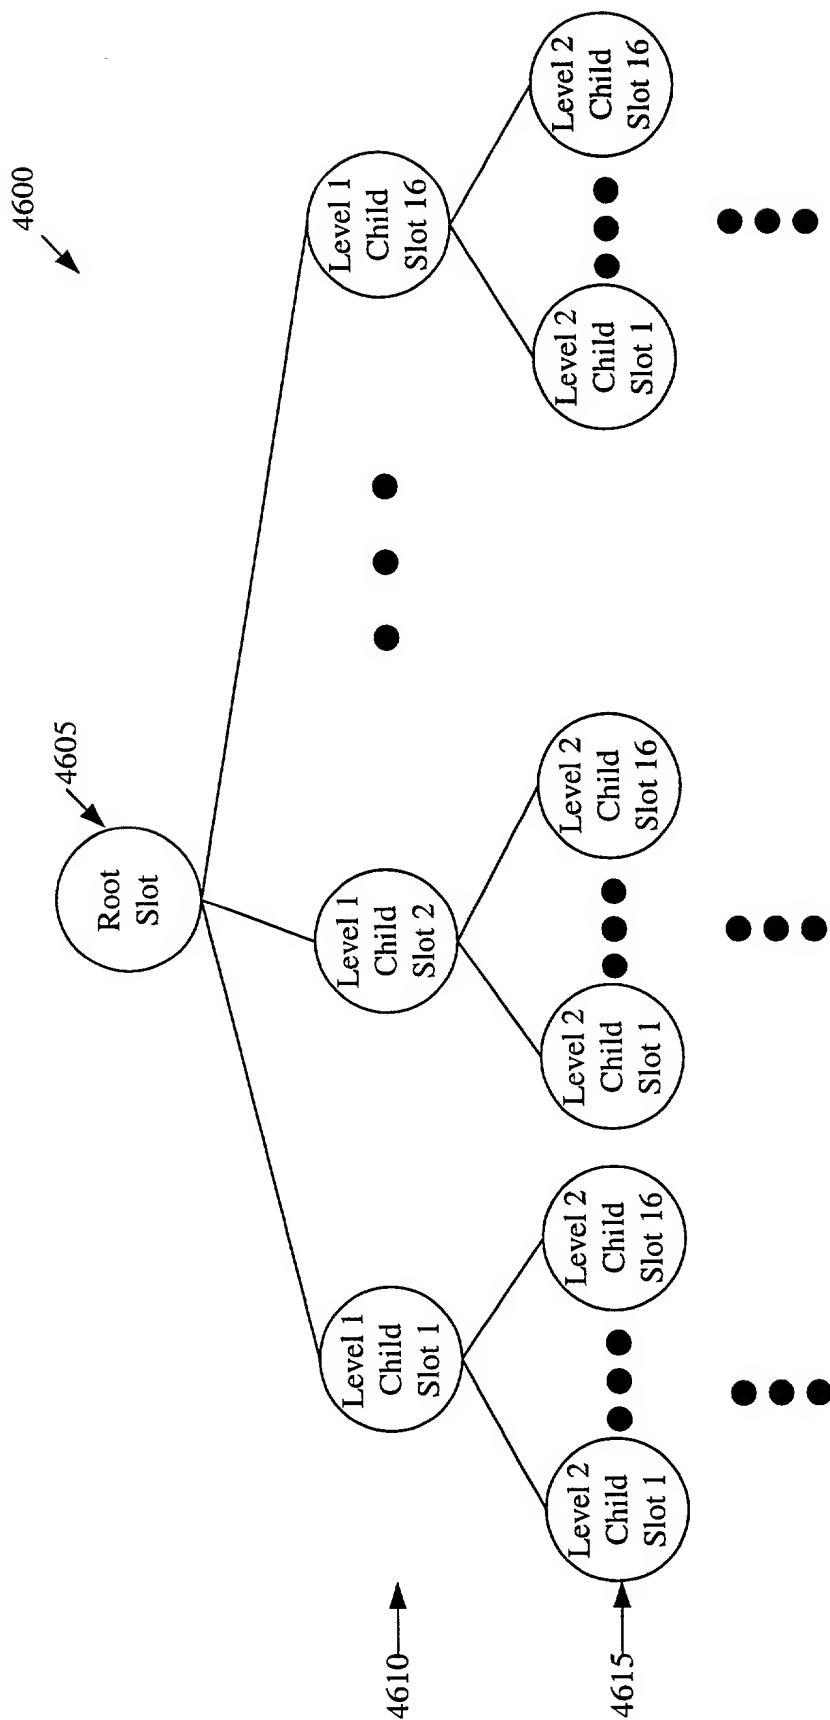 4600
4605
Root
Slot
4610
Level 1
Child
Slot 1
Level 1
Child
Slot 2
Level 1
Child
Slot 16
4615
Level 2
Child
Slot 1
Level 2
Child
Slot 16
Level 2
Child
Slot 1
Level 2
Child
Slot 16
Level 2
Child
Slot 1
Level 2
Child
Slot 16